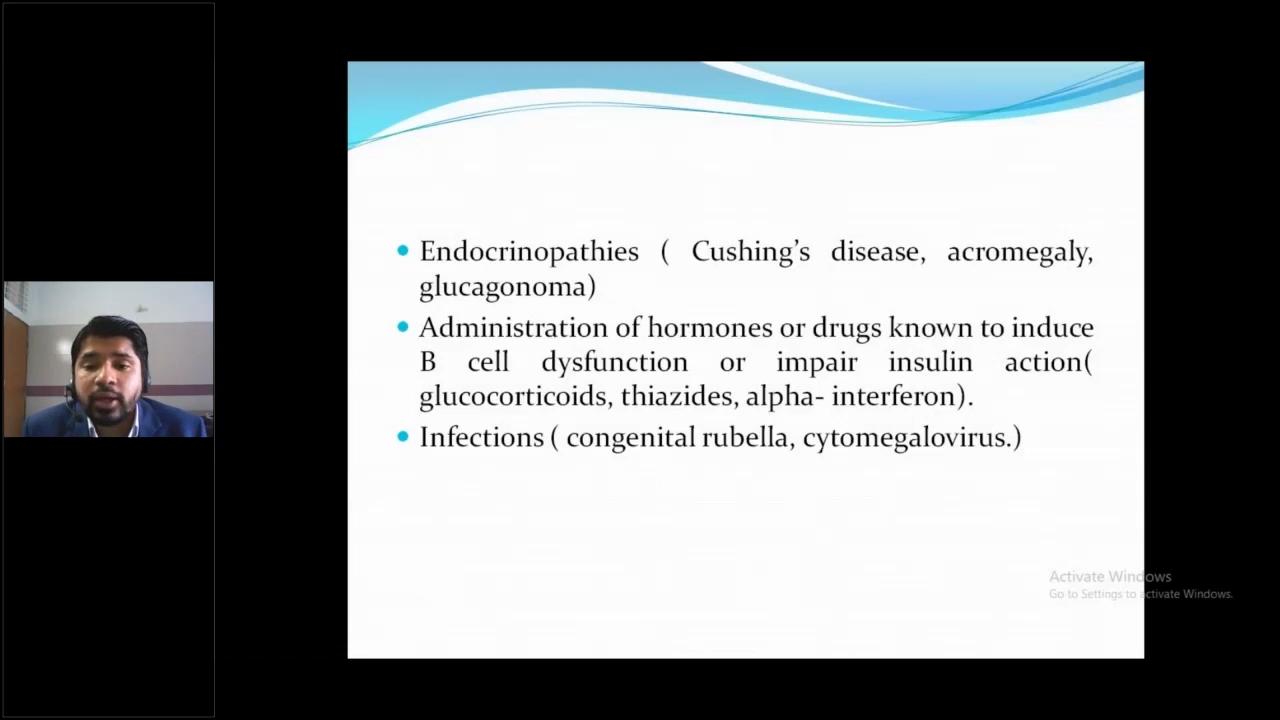 • Endocrinopathies ( Cushing’s disease, acromegaly,
glucagonoma)
• Administration of hormones or drugs known to induce
B cell dysfunction or impair insulin action(
glucocorticoids, thiazides, alpha- interferon).
• Infections ( congenital rubella, cytomegalovirus.)
Activate Windows
Go to Settings to activate Windows.